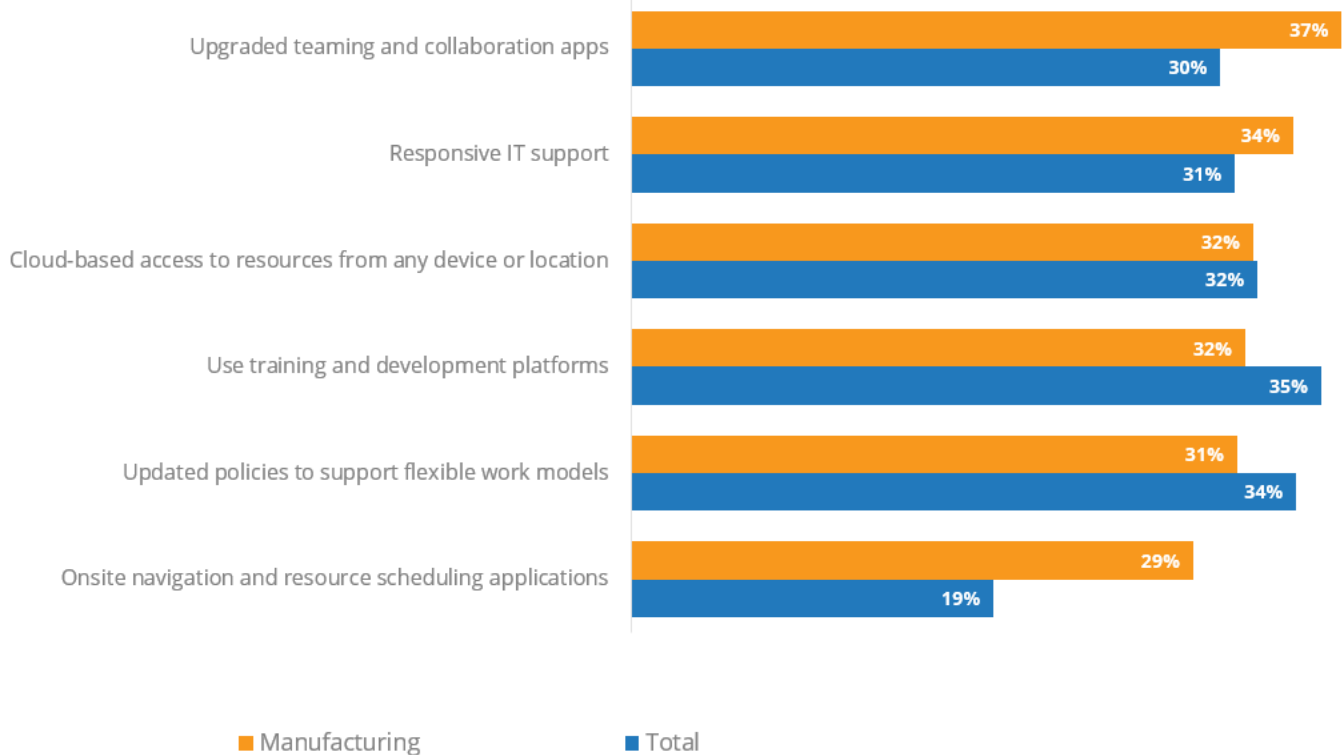 Upgraded teaming and collaboration apps
37%
30%
Responsive IT support
34%
31%
Cloud-based access to resources from any device or location
32%
32%
Use training and development platforms
32%
35%
Updated policies to support flexible work models
31%
34%
Onsite navigation and resource scheduling applications
29%
19%
Manufacturing
Total